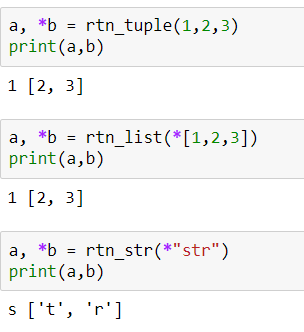 a, *b = rtn_tuple(1,2,3)
print(a,b)
1 [2, 3]
a, *b = rtn_list(*[1,2,3])
print(a,b)
1 [2, 3]
a, *b = rtn_str(*"str")
print(a,b)
s ['t', 'r']